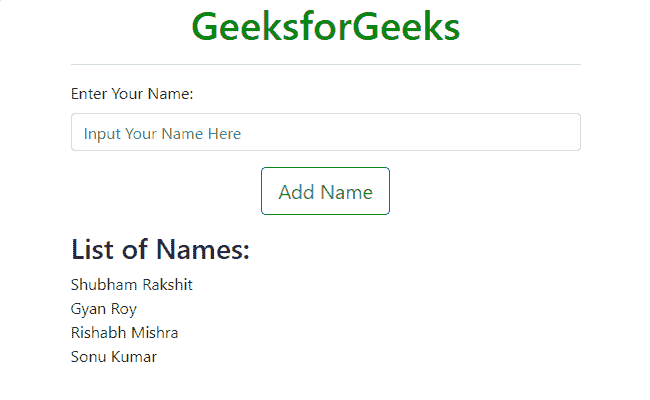 GeeksforGeeks
Enter Your Name:
Input Your Name Here
Add Name
List of Names:
Shubham Rakshit
Gyan Roy
Rishabh Mishra
Sonu Kumar